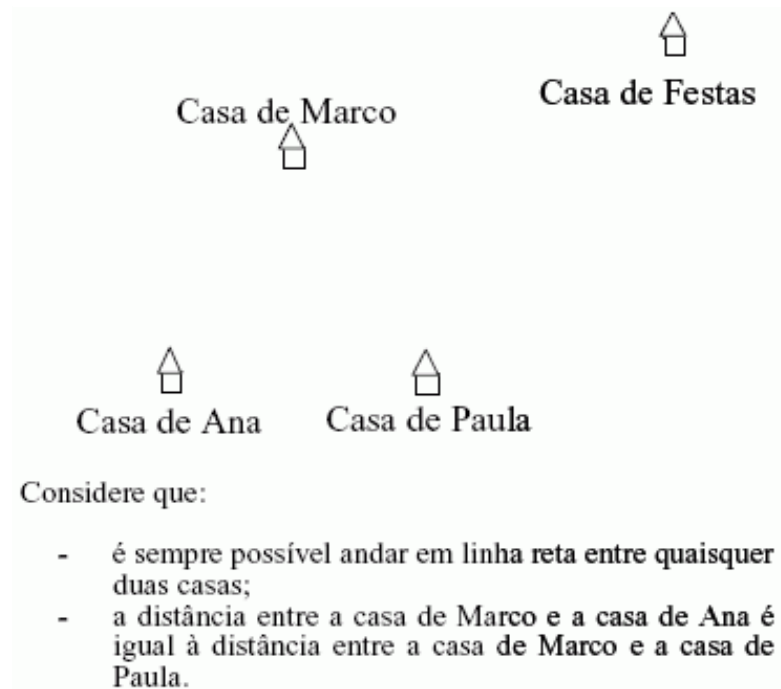 Casa de Festas
Casa de Marco
Casa de Ana
Casa de Paula
Considere que:
- é sempre possível andar em linha reta entre quaisquer
duas casas;
- a distância entre a casa de Marco e a casa de Ana é
igual à distância entre a casa de Marco e a casa de
Paula.